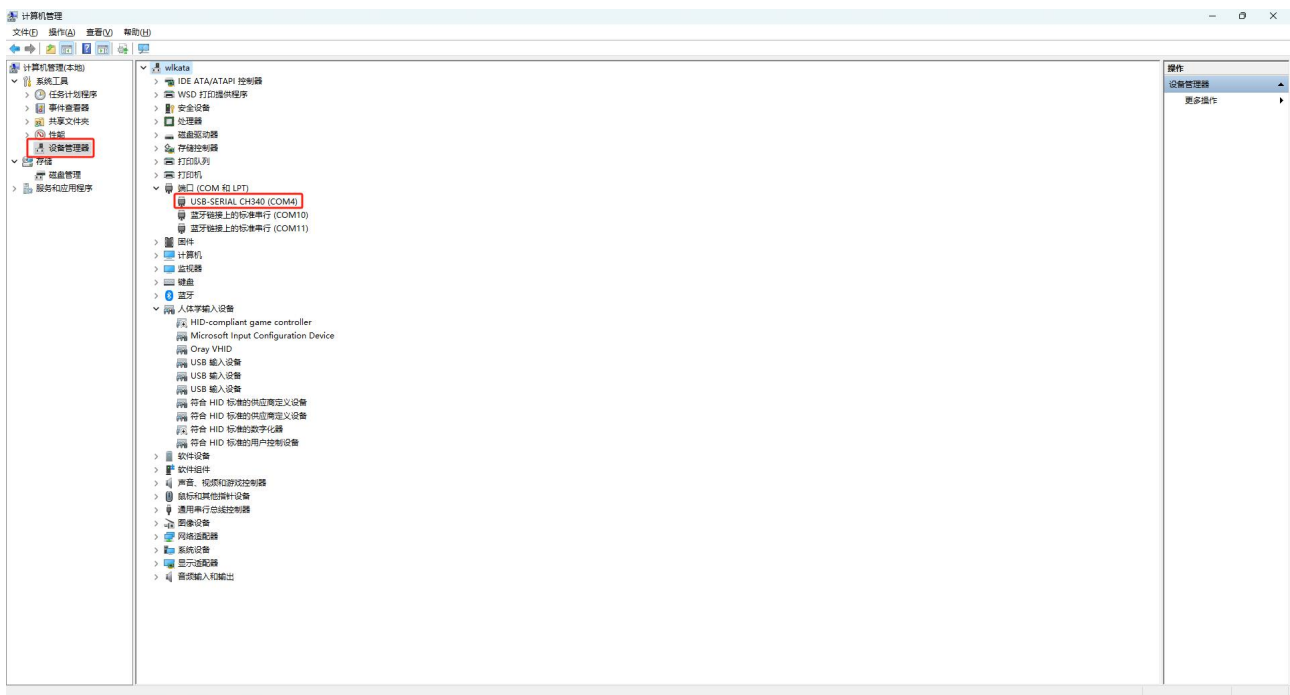 计算机管理
文件(F) 操作(A) 查看(V) 帮助(H)
计算机管理(本地)
系统工具
任务计划程序
事件查看器
共享文件夹
性能
设备管理器
存储
磁盘管理
服务和应用程序
wlkata
IDE ATA/ATAPI 控制器
WSD 打印提供程序
安全设备
处理器
磁盘驱动器
存储控制器
打印队列
打印机
端口 (COM 和 LPT)
USB-SERIAL CH340 (COM4)
蓝牙链接上的标准串行 (COM10)
蓝牙链接上的标准串行 (COM11)
固件
计算机
监视器
键盘
蓝牙
人体学输入设备
HID-compliant game controller
Microsoft Input Configuration Device
Oray VHID
USB 输入设备
USB 输入设备
USB 输入设备
符合 HID 标准的供应商定义设备
符合 HID 标准的供应商定义设备
符合 HID 标准的数字化器
符合 HID 标准的用户控制设备
软件设备
软件组件
声音、视频和游戏控制器
鼠标和其他指针设备
通用串行总线控制器
图像设备
网络适配器
系统设备
显示适配器
音频输入和输出
操作
设备管理器
更多操作